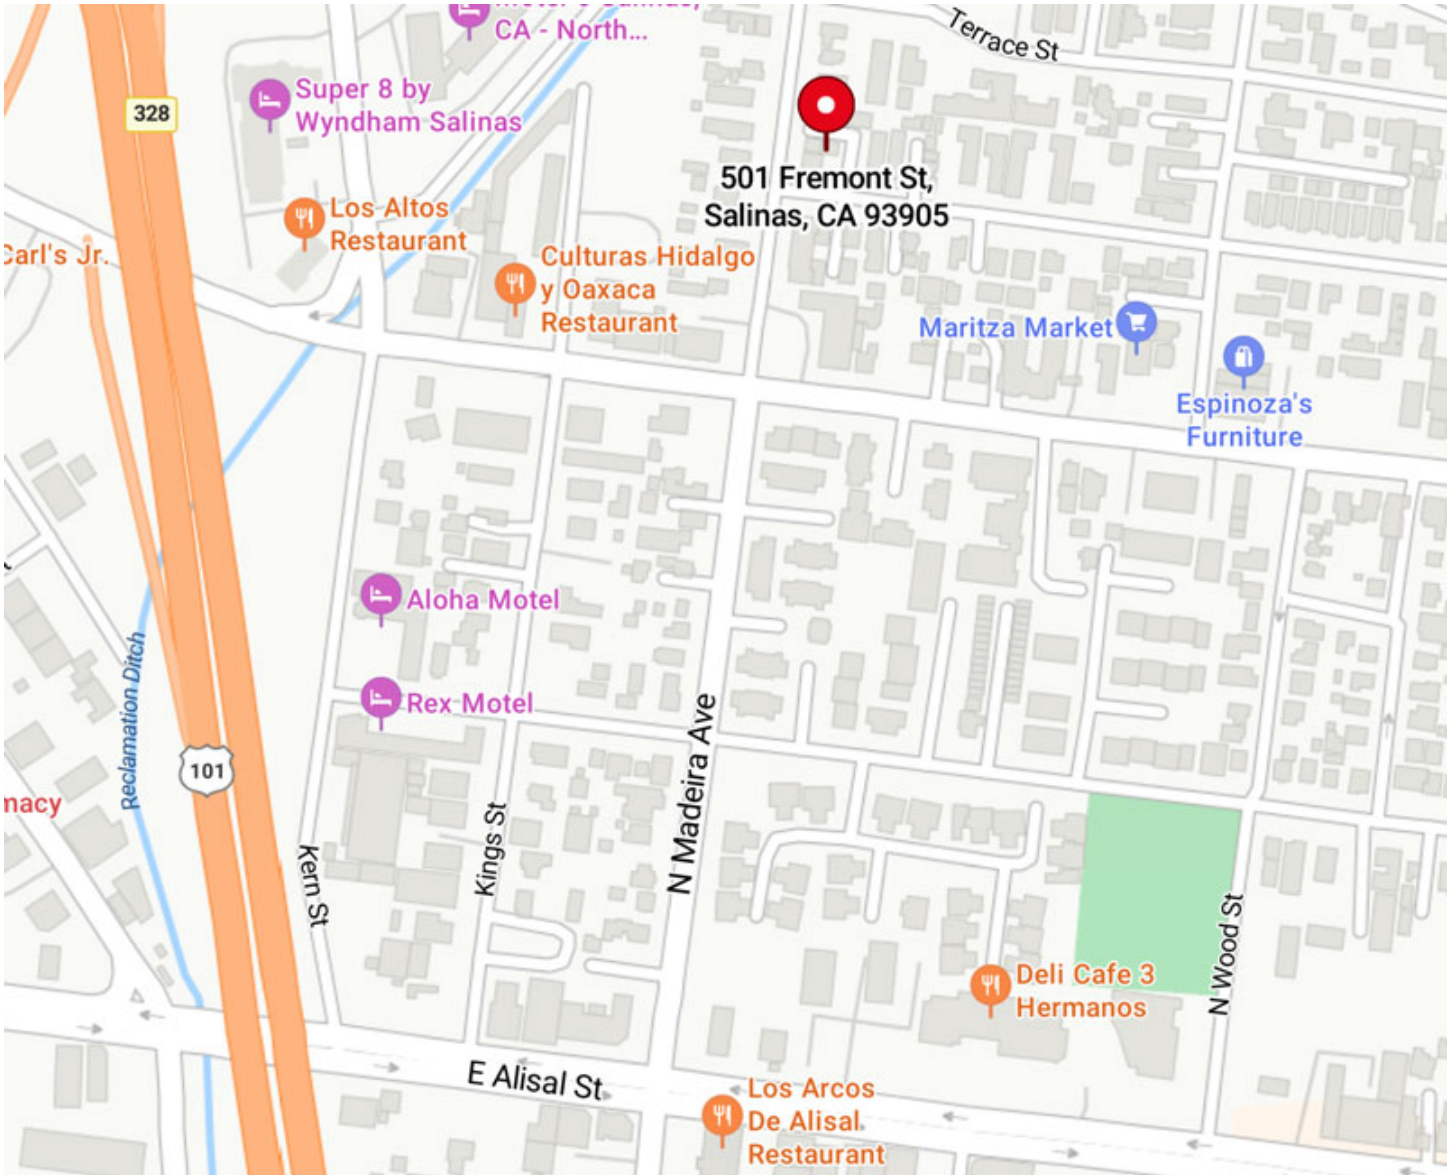 CA - North...
Terrace St
328
Super 8 by
Wyndham Salinas
501 Fremont St,
Salinas, CA 93905
Los Altos
Restaurant
Carl's Jr.
Culturas Hidalgo
y Oaxaca
Restaurant
Maritza Market
Espinoza's
Furniture
Aloha Motel
Rex Motel
Reclamation Ditch
N Madeira Ave
101
macy
Kings St
Kern St
N Wood St
Deli Cafe 3
Hermanos
E Alisal St
Los Arcos
De Alisal
Restaurant